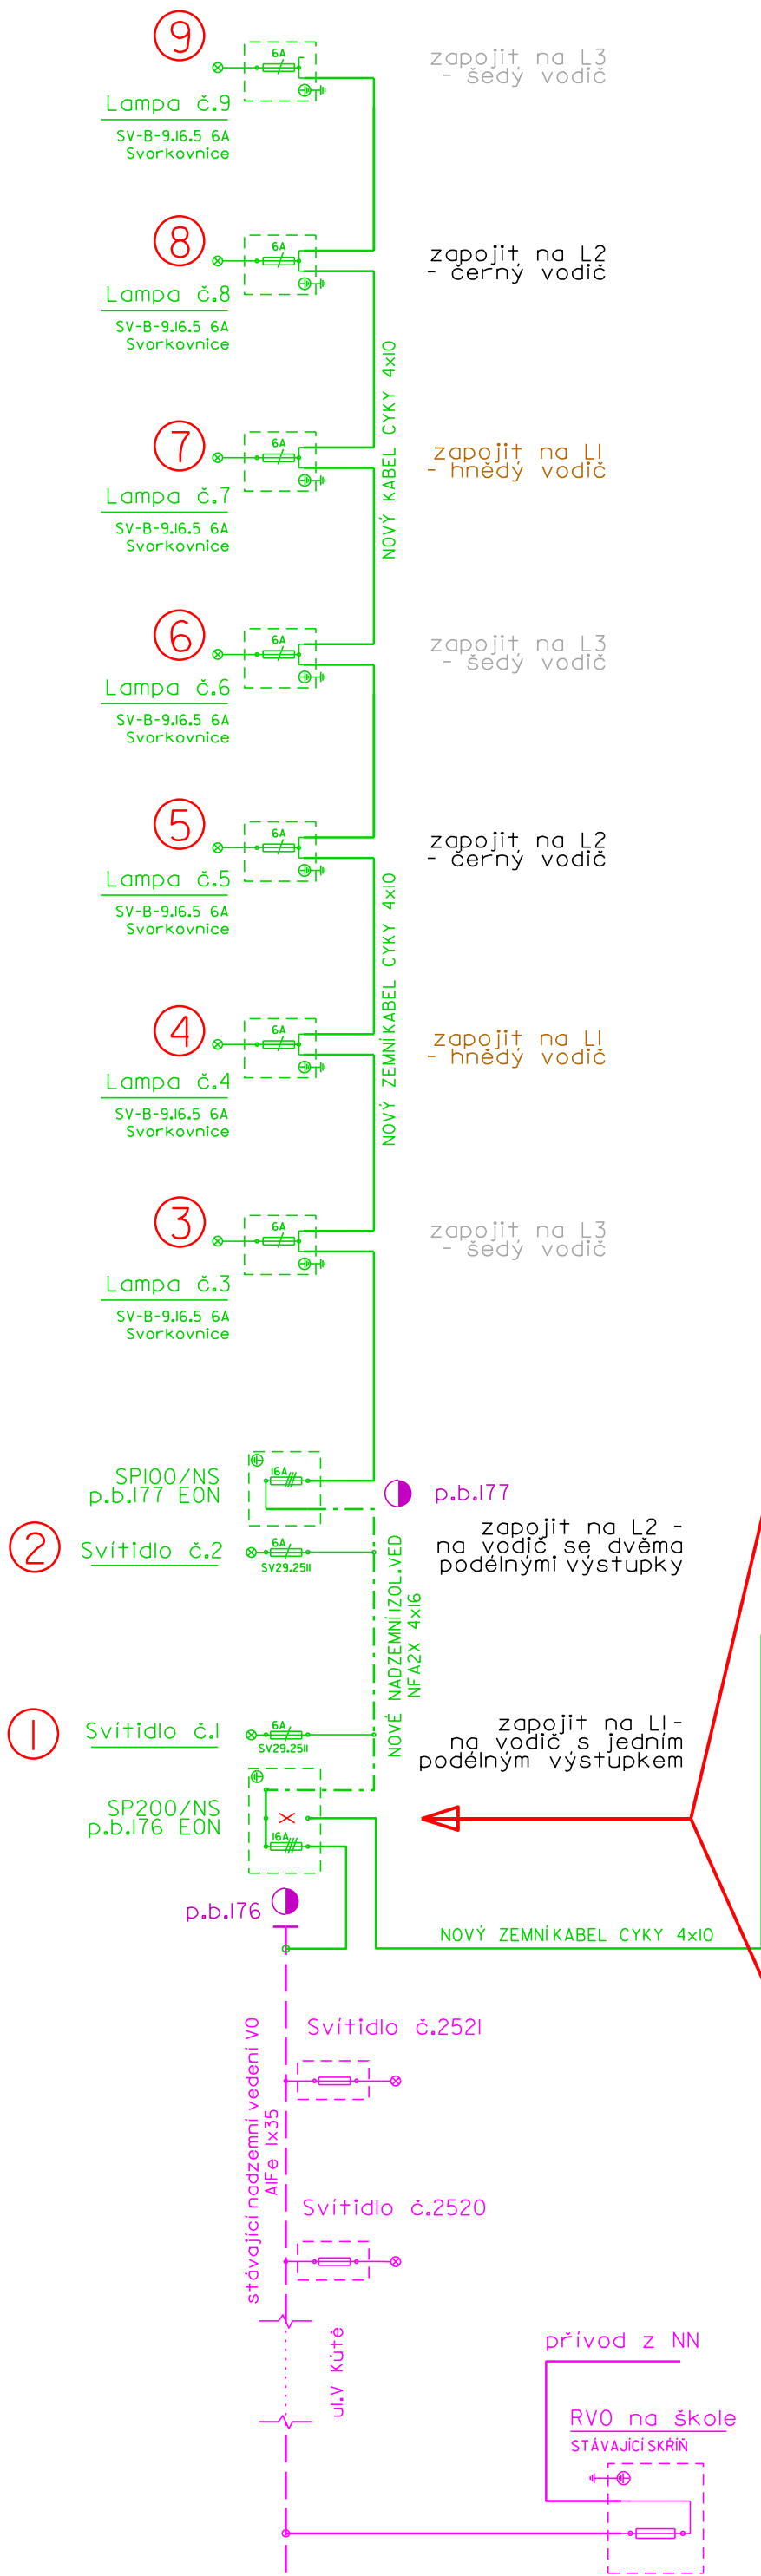 9
6A
zapojit na L3
- šedý vodič
Lampa č.9
SV-B-9.16.5 6A
Svorkovnice
8
6A
zapojit na L2
- černý vodič
Lampa č.8
SV-B-9.16.5 6A
Svorkovnice
NOVÝ KABEL CYKY 4x10
7
6A
zapojit na L1
- hnědý vodič
Lampa č.7
SV-B-9.16.5 6A
Svorkovnice
6
6A
zapojit na L3
- šedý vodič
Lampa č.6
SV-B-9.16.5 6A
Svorkovnice
5
6A
zapojit na L2
- černý vodič
Lampa č.5
SV-B-9.16.5 6A
Svorkovnice
NOVÝ ZEMNÍ KABEL CYKY 4x10
4
6A
zapojit na L1
- hnědý vodič
Lampa č.4
SV-B-9.16.5 6A
Svorkovnice
3
6A
zapojit na L3
- šedý vodič
Lampa č.3
SV-B-9.16.5 6A
Svorkovnice
SP100/NS
p.b.177 EON
16A
p.b.177
2
Svítidlo č.2
6A
SV29.2511
zapojit na L2 -
na vodič se dvěma
podélnými výstupky
NOVÉ NADZEMNÍ IZOL.VED
NFA2X 4x16
1
Svítidlo č.1
6A
SV29.2511
zapojit na L1-
na vodič s jedním
podélným výstupkem
SP200/NS
p.b.176 EON
16A
p.b.176
NOVÝ ZEMNÍ KABEL CYKY 4x10
Svítidlo č.2521
stávající nadzemní vedení VO
AlFe 1x35
Svítidlo č.2520
ul.V Kútě
přívod z NN
RVO na škole
STÁVAJÍCÍ SKŘÍŇ